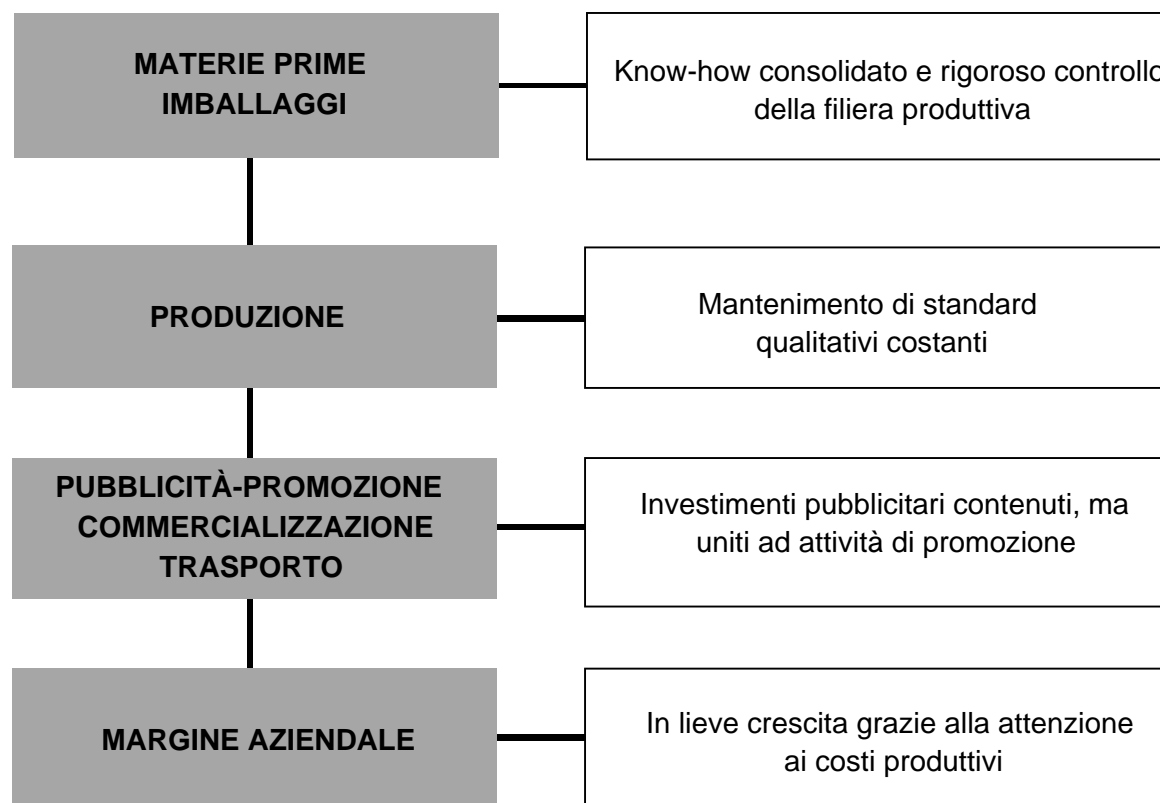 MATERIE PRIME
IMBALLAGGI
Know-how consolidato e rigoroso controllo
della filiera produttiva
PRODUZIONE
Mantenimento di standard
qualitativi costanti
PUBBLICITÀ-PROMOZIONE
COMMERCIALIZZAZIONE
TRASPORTO
Investimenti pubblicitari contenuti, ma
uniti ad attività di promozione
MARGINE AZIENDALE
In lieve crescita grazie alla attenzione
ai costi produttivi